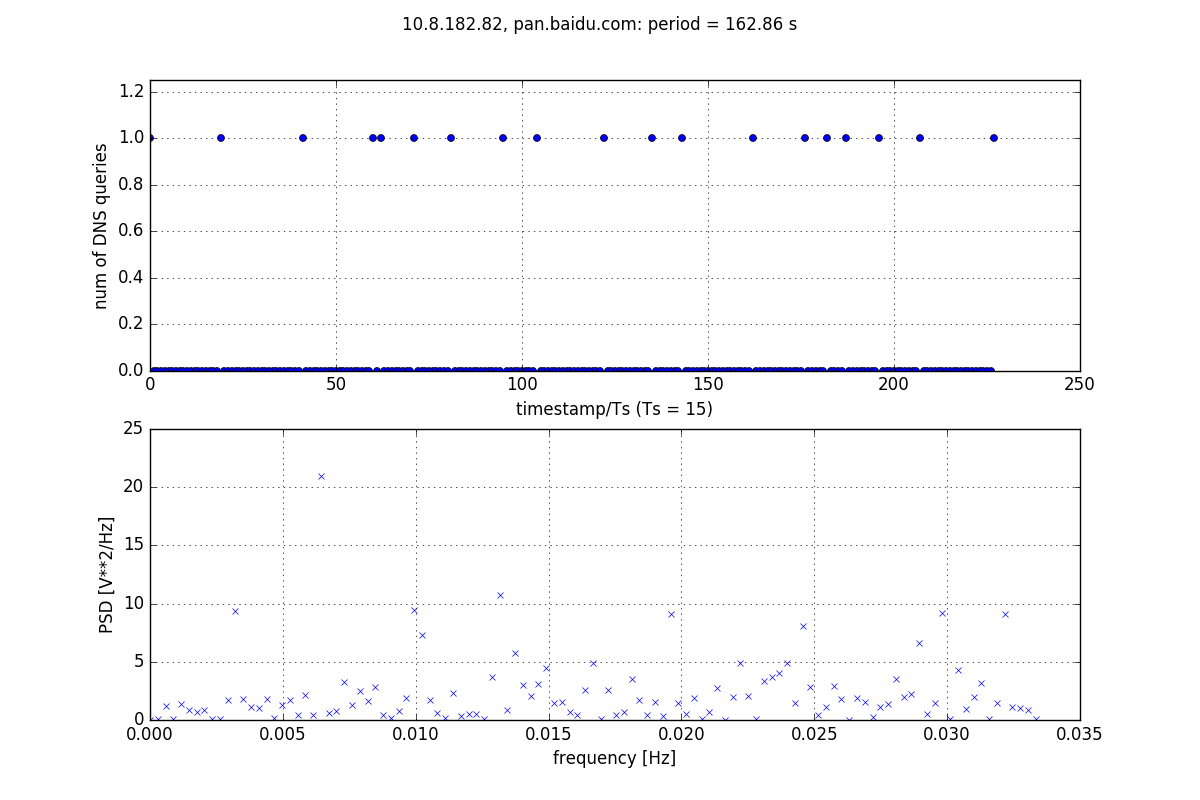 10.8.182.82, pan.baidu.com: period = 162.86 s
1.2
1.0
0.8
0.6
0.4
0.2
0.0
num of DNS queries
0 50 100 150 200 250
timestamp/Ts (Ts = 15)
25
20
15
10
5
0
PSD [V**2/Hz]
0.000 0.005 0.010 0.015 0.020 0.025 0.030 0.035
frequency [Hz]